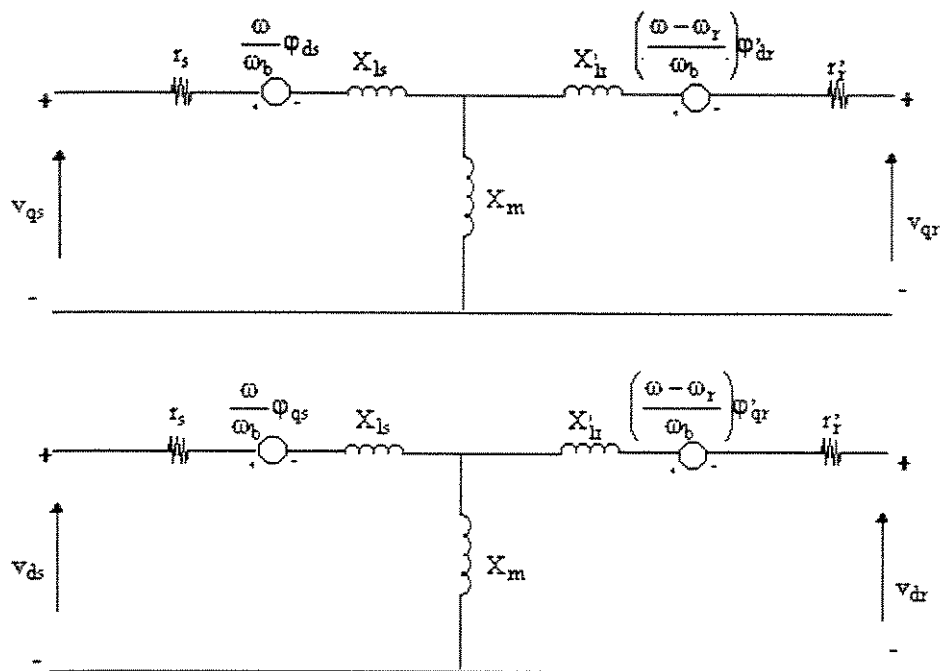 r_s
ω/ω_b φ_ds
X_ls
X'_lr
((ω − ω_r)/ω_b) φ'_dr
r'_r
+
+ -
+ -
+
v_qs
X_m
v_qr
-
-
r_s
ω/ω_b φ_qs
X_ls
X'_lr
((ω − ω_r)/ω_b) φ'_qr
r'_r
+
+ -
+ -
+
v_ds
X_m
v_dr
-
-